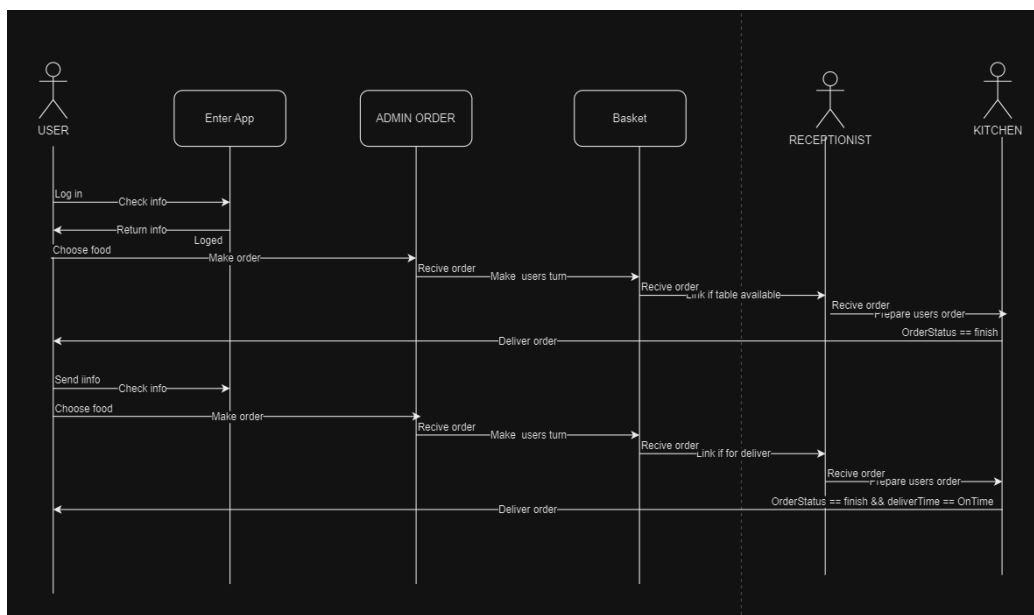 USER
Enter App
ADMIN ORDER
Basket
RECEPTIONIST
KITCHEN
Log in
Check info
Return info
Loged
Choose food
Make order
Recive order
Make users turn
Recive order
Link if table available
Recive order
Prepare users order
OrderStatus == finish
Deliver order
Send iinfo
Check info
Choose food
Make order
Recive order
Make users turn
Recive order
Link if for deliver
Recive order
Prepare users order
OrderStatus == finish && deliverTime == OnTime
Deliver order